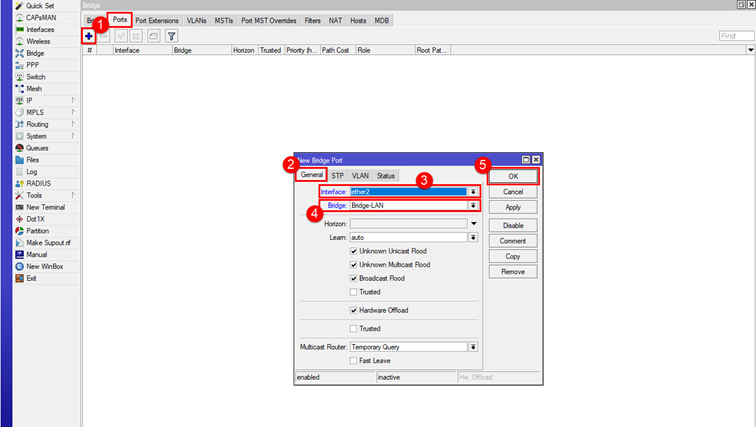 Quick Set
CAPsMAN
Interfaces
Wireless
Bridge
PPP
Switch
Mesh
IP
MPLS
Routing
System
Queues
Files
Log
RADIUS
Tools
New Terminal
Dot1X
Partition
Make Supout.rif
Manual
New WinBox
Exit
Bridge
1
Ports Port Extensions VLANs MSTIs Port MST Overrides Filters NAT Hosts MDB
Find
# Interface Bridge Horizon Trusted Priority (h... Path Cost Role Root Pat...
New Bridge Port
2
General STP VLAN Status
3
Interface: ether2
4
Bridge: Bridge-LAN
Horizon:
Learn: auto
Unknown Unicast Flood
Unknown Multicast Flood
Broadcast Flood
Trusted
Hardware Offload
Trusted
Multicast Router: Temporary Query
Fast Leave
5
OK
Cancel
Apply
Disable
Comment
Copy
Remove
enabled inactive Hw. Offload